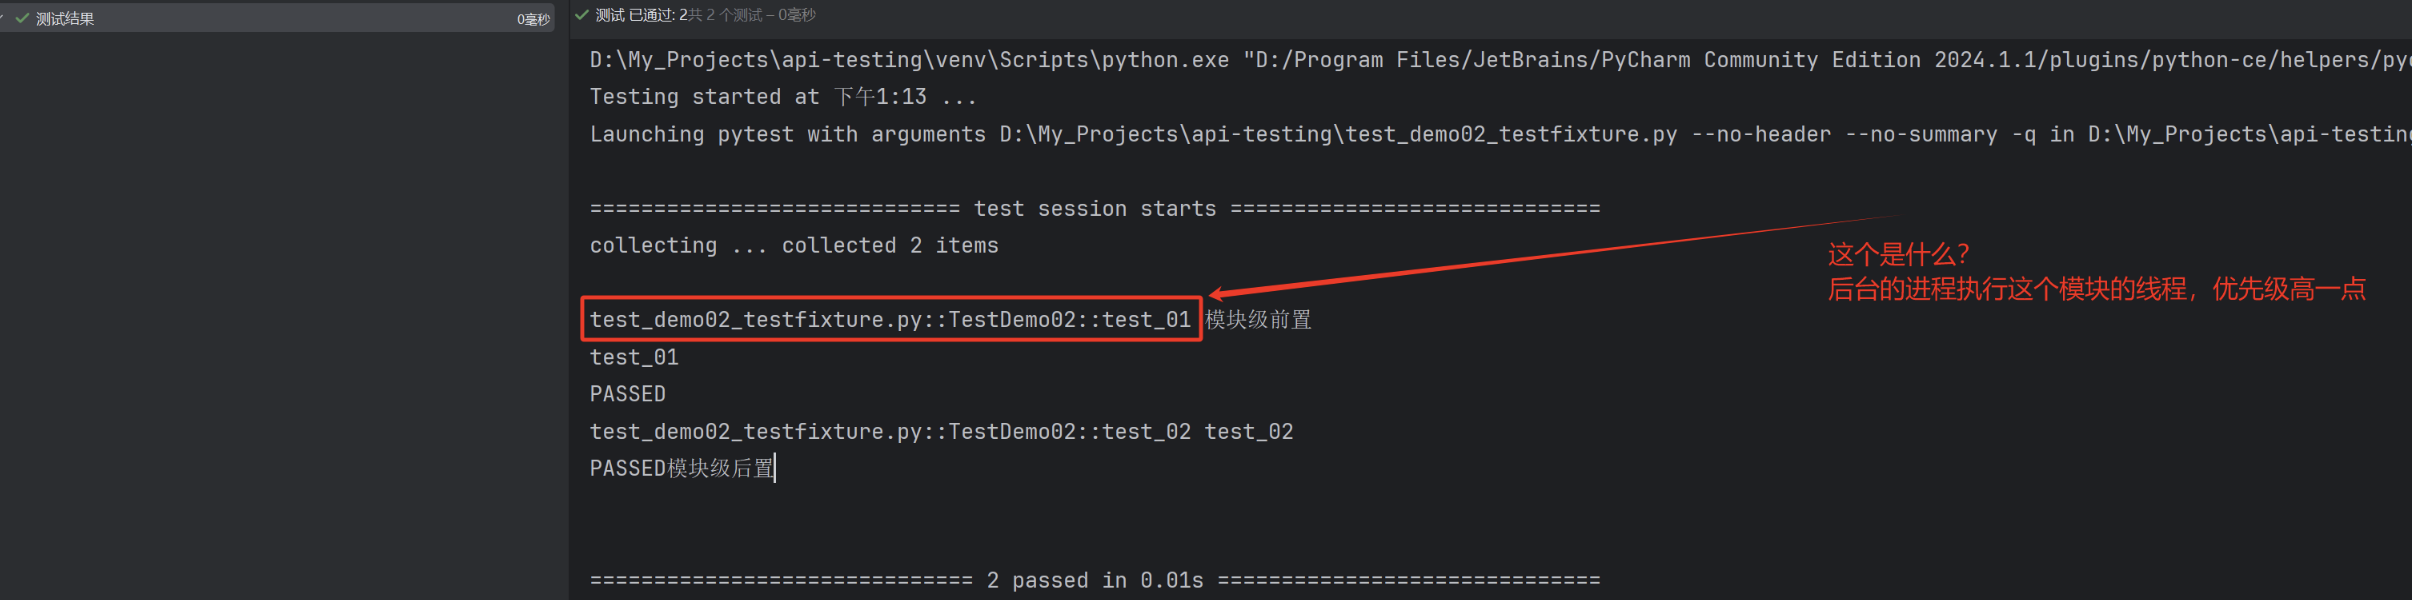 测试结果 0毫秒
测试 已通过: 2共 2 个测试 – 0毫秒
D:\My_Projects\api-testing\venv\Scripts\python.exe "D:/Program Files/JetBrains/PyCharm Community Edition 2024.1.1/plugins/python-ce/helpers/pyc
Testing started at 下午1:13 ...
Launching pytest with arguments D:\My_Projects\api-testing\test_demo02_testfixture.py --no-header --no-summary -q in D:\My_Projects\api-testing
============================= test session starts =============================
collecting ... collected 2 items
这个是什么?
后台的进程执行这个模块的线程，优先级高一点
test_demo02_testfixture.py::TestDemo02::test_01 模块级前置
test_01
PASSED
test_demo02_testfixture.py::TestDemo02::test_02 test_02
PASSED模块级后置
============================== 2 passed in 0.01s ==============================